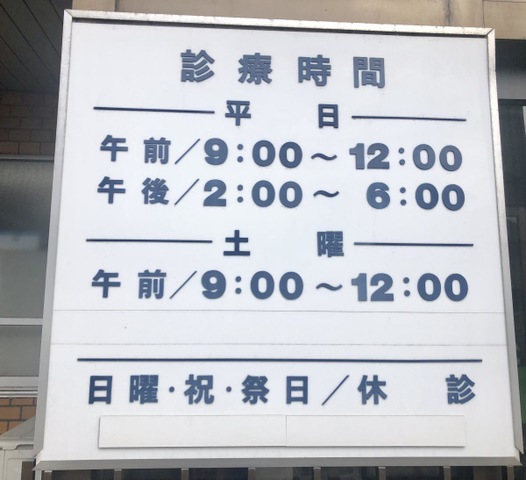 診療時間
平日
午前/9:00～12:00
午後/2:00～6:00
土曜
午前/9:00～12:00
日曜・祝・祭日/休診